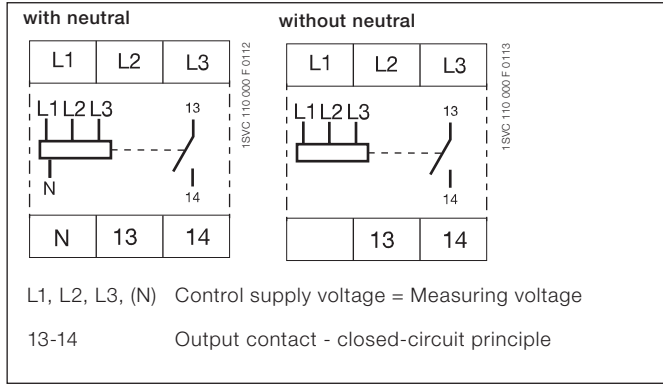 with neutral
L1 L2 L3
1SVC 110 000 F 0112
L1 L2 L3
13
N
14
N 13 14
without neutral
L1 L2 L3
1SVC 110 000 F 0113
L1 L2 L3
13
14
13 14
L1, L2, L3, (N) Control supply voltage = Measuring voltage
13-14 Output contact - closed-circuit principle